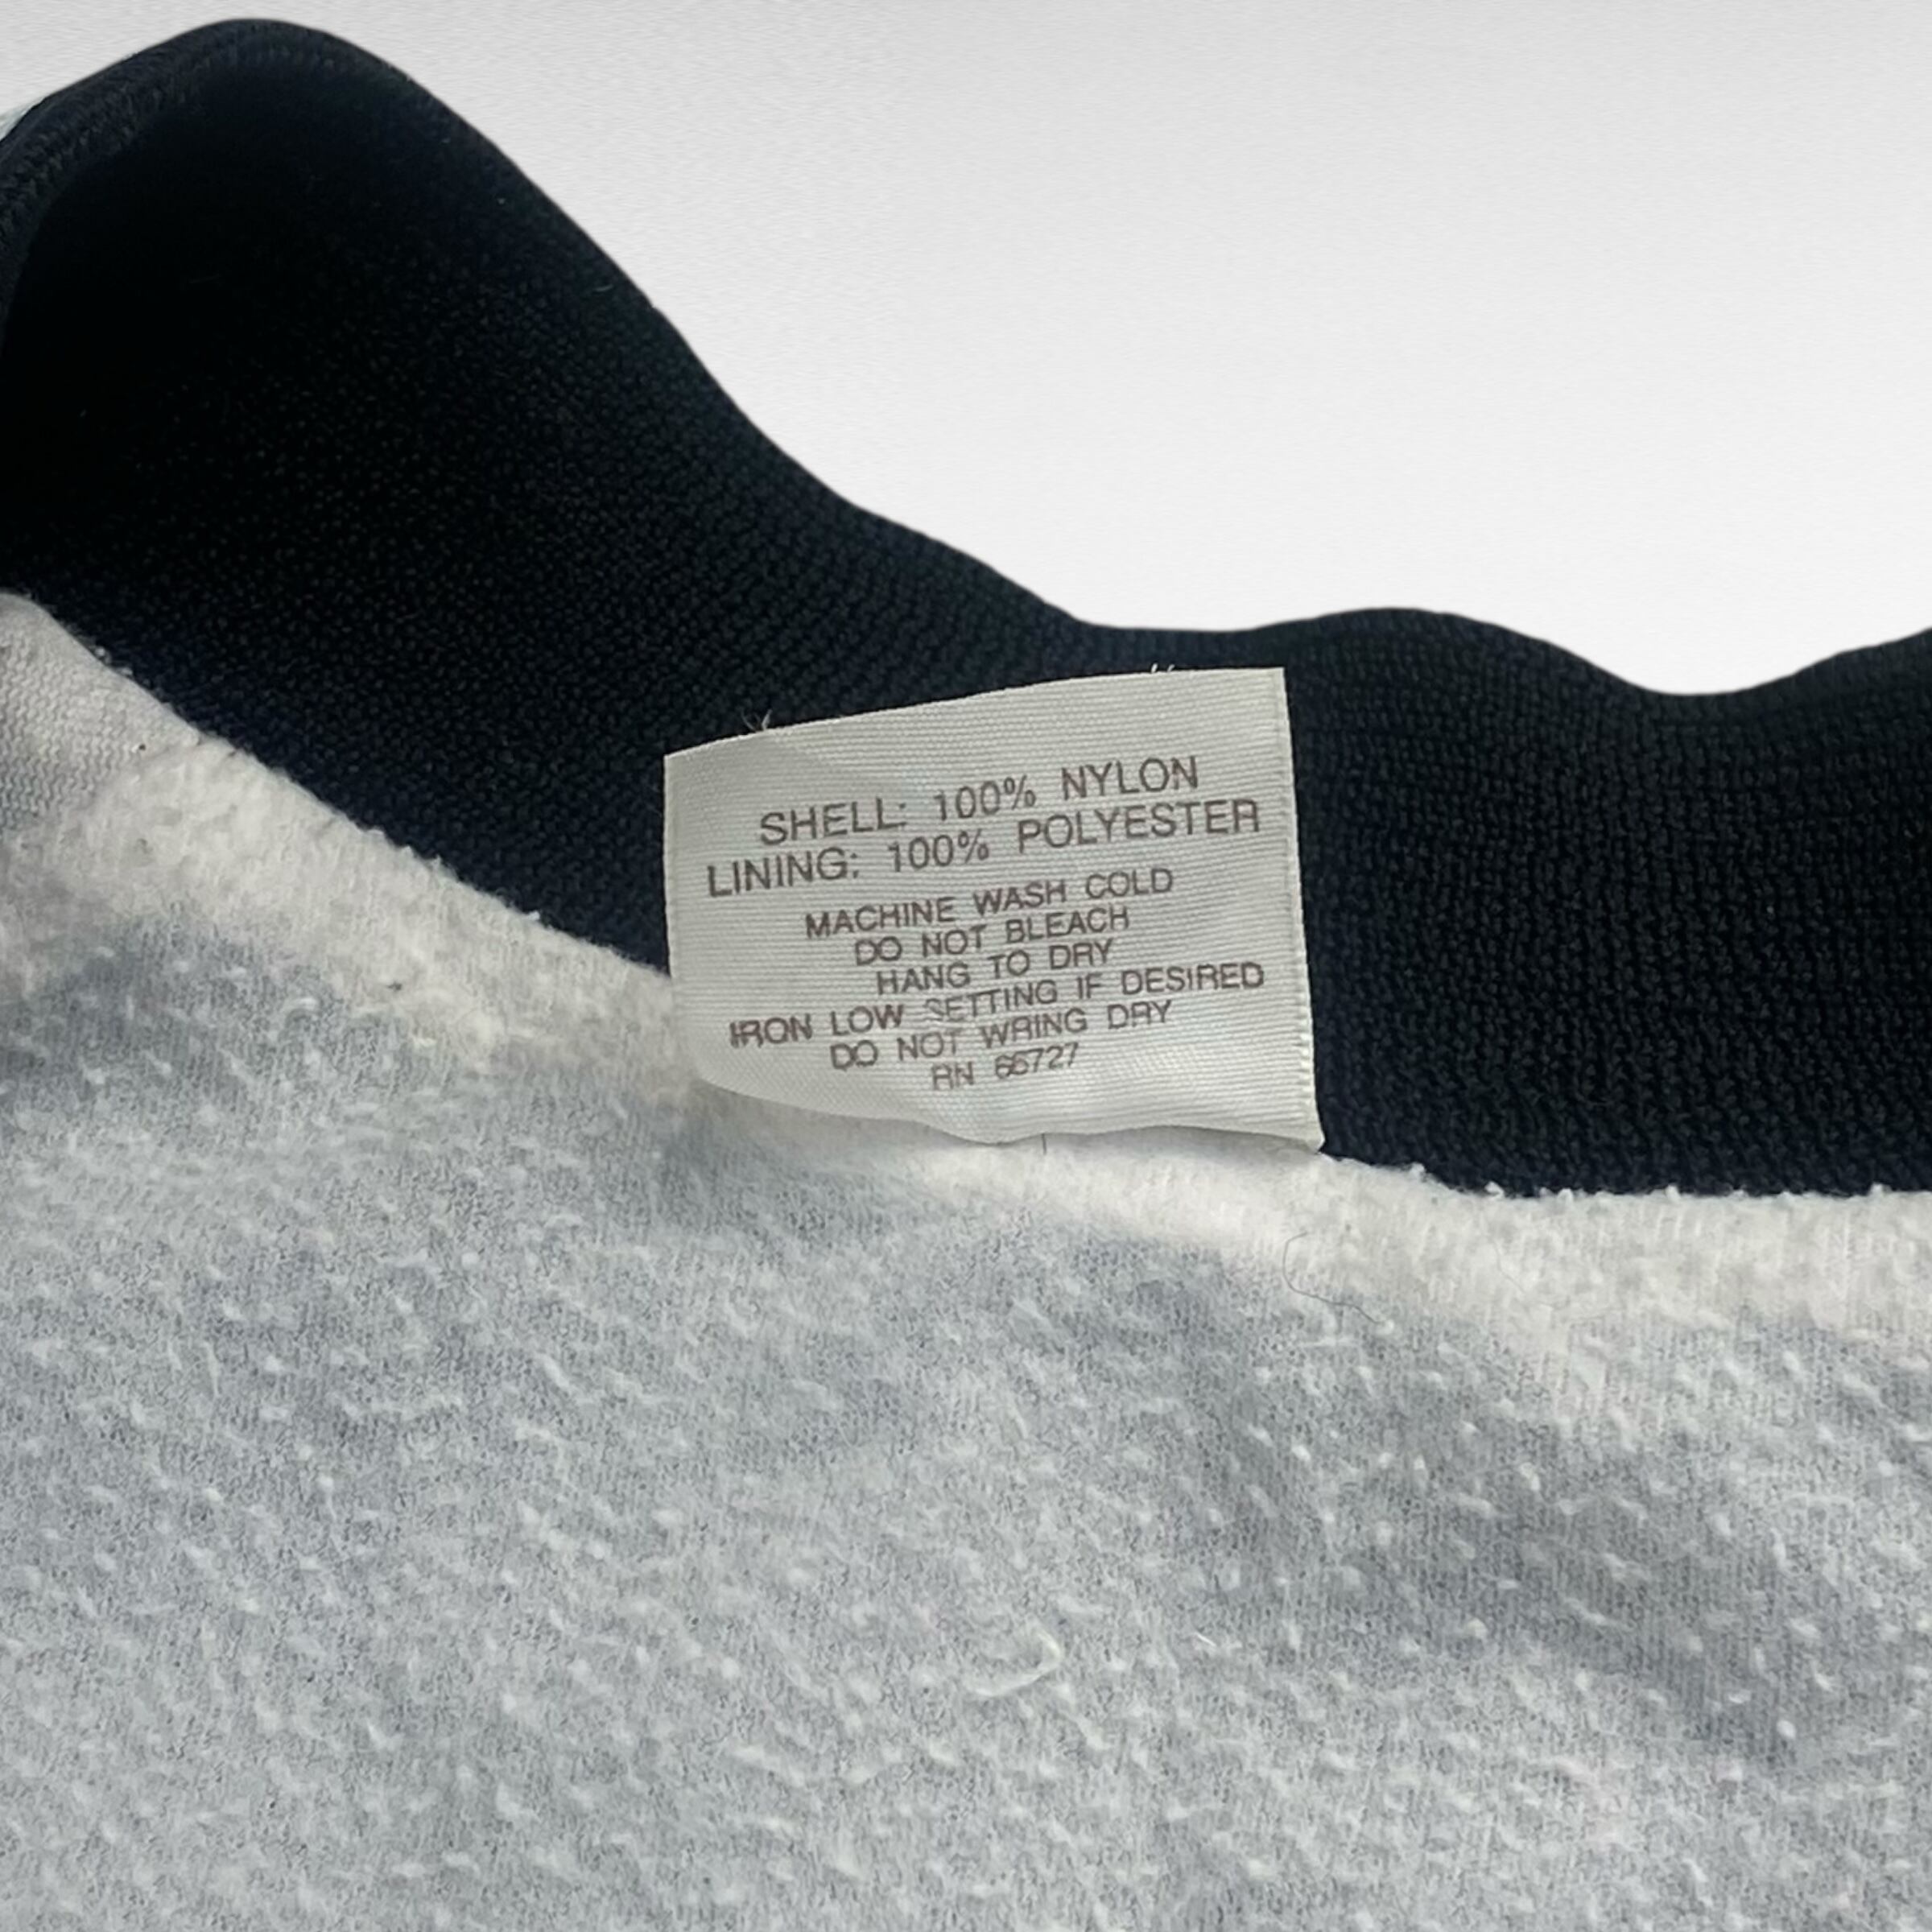 SHELL: 100% NYLON
LINING: 100% POLYESTER
MACHINE WASH COLD
DO NOT BLEACH
HANG TO DRY
IRON LOW SETTING IF DESIRED
DO NOT WRING DRY
RN 66727